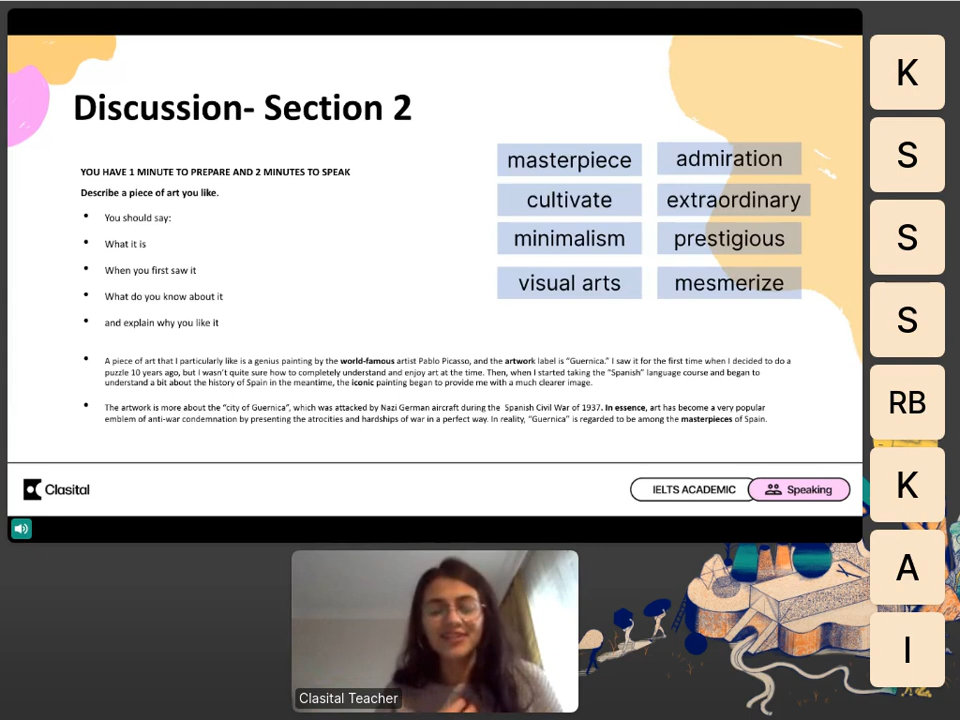 Discussion- Section 2
YOU HAVE 1 MINUTE TO PREPARE AND 2 MINUTES TO SPEAK
Describe a piece of art you like.
• You should say:
• What it is
• When you first saw it
• What do you know about it
• and explain why you like it
• A piece of art that I particularly like is a genius painting by the world-famous artist Pablo Picasso, and the artwork label is “Guernica.” I saw it for the first time when I decided to do a
puzzle 10 years ago, but I wasn’t quite sure how to completely understand and enjoy art at the time. Then, when I started taking the “Spanish” language course and began to
understand a bit about the history of Spain in the meantime, the iconic painting began to provide me with a much clearer image.
• The artwork is more about the “city of Guernica”, which was attacked by Nazi German aircraft during the Spanish Civil War of 1937. In essence, art has become a very popular
emblem of anti-war condemnation by presenting the atrocities and hardships of war in a perfect way. In reality, “Guernica” is regarded to be among the masterpieces of Spain.
masterpiece
admiration
cultivate
extraordinary
minimalism
prestigious
visual arts
mesmerize
Clasital
IELTS ACADEMIC
Speaking
K
S
S
S
RB
K
A
I
Clasital Teacher